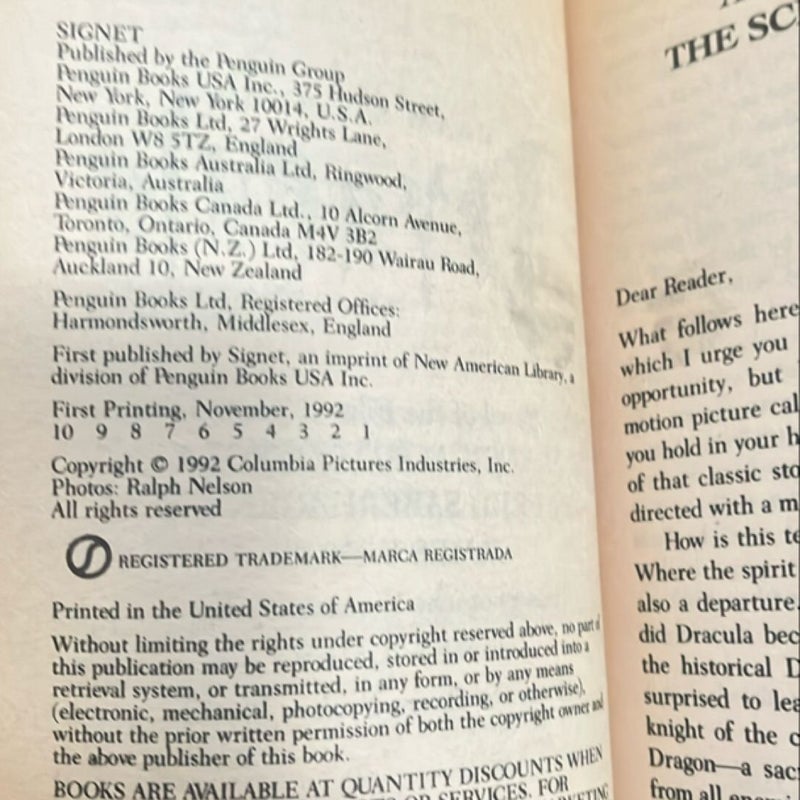 SIGNET
Published by the Penguin Group
Penguin Books USA Inc., 375 Hudson Street,
New York, New York 10014, U.S.A.
Penguin Books Ltd, 27 Wrights Lane,
London W8 5TZ, England
Penguin Books Australia Ltd, Ringwood,
Victoria, Australia
Penguin Books Canada Ltd., 10 Alcorn Avenue,
Toronto, Ontario, Canada M4V 3B2
Penguin Books (N.Z.) Ltd, 182-190 Wairau Road,
Auckland 10, New Zealand
Penguin Books Ltd, Registered Offices:
Harmondsworth, Middlesex, England
First published by Signet, an imprint of New American Library, a
division of Penguin Books USA Inc.
First Printing, November, 1992
10 9 8 7 6 5 4 3 2 1
Copyright © 1992 Columbia Pictures Industries, Inc.
Photos: Ralph Nelson
All rights reserved
REGISTERED TRADEMARK—MARCA REGISTRADA
Printed in the United States of America
Without limiting the rights under copyright reserved above, no part of
this publication may be reproduced, stored in or introduced into a
retrieval system, or transmitted, in any form, or by any means
(electronic, mechanical, photocopying, recording, or otherwise),
without the prior written permission of both the copyright owner and
the above publisher of this book.
BOOKS ARE AVAILABLE AT QUANTITY DISCOUNTS WHEN
OR SERVICES. FOR
THE SC
Dear Reader,
What follows here
which I urge you
opportunity, but
motion picture cal
you hold in your h
of that classic sto
directed with a m
How is this te
Where the spirit
also a departure.
did Dracula bec
the historical D
surprised to lea
knight of the c
Dragon—a sac
from all